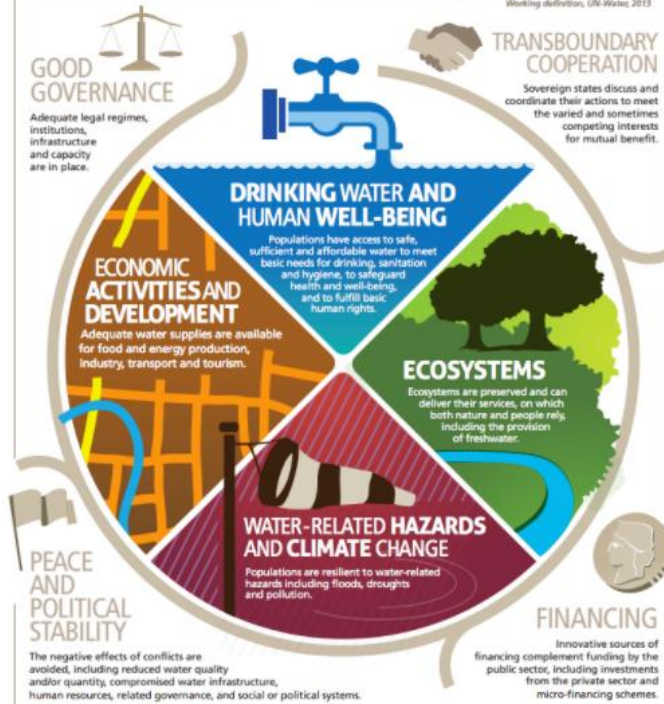 Working definition, UN-Water, 2013
GOOD
GOVERNANCE
Adequate legal regimes,
institutions,
infrastructure
and capacity
are in place.
TRANSBOUNDARY
COOPERATION
Sovereign states discuss and
coordinate their actions to meet
the varied and sometimes
competing interests
for mutual benefit.
DRINKING WATER AND
HUMAN WELL-BEING
Populations have access to safe,
sufficient and affordable water to meet
basic needs for drinking, sanitation
and hygiene, to safeguard
health and well-being,
and to fulfill basic
human rights.
ECONOMIC
ACTIVITIES AND
DEVELOPMENT
Adequate water supplies are available
for food and energy production,
industry, transport and tourism.
ECOSYSTEMS
Ecosystems are preserved and can
deliver their services, on which
both nature and people rely,
including the provision
of freshwater.
WATER-RELATED HAZARDS
AND CLIMATE CHANGE
Populations are resilient to water-related
hazards including floods, droughts
and pollution.
PEACE
AND
POLITICAL
STABILITY
The negative effects of conflicts are
avoided, including reduced water quality
and/or quantity, compromised water infrastructure,
human resources, related governance, and social or political systems.
FINANCING
Innovative sources of
financing complement funding by the
public sector, including investments
from the private sector and
micro-financing schemes.